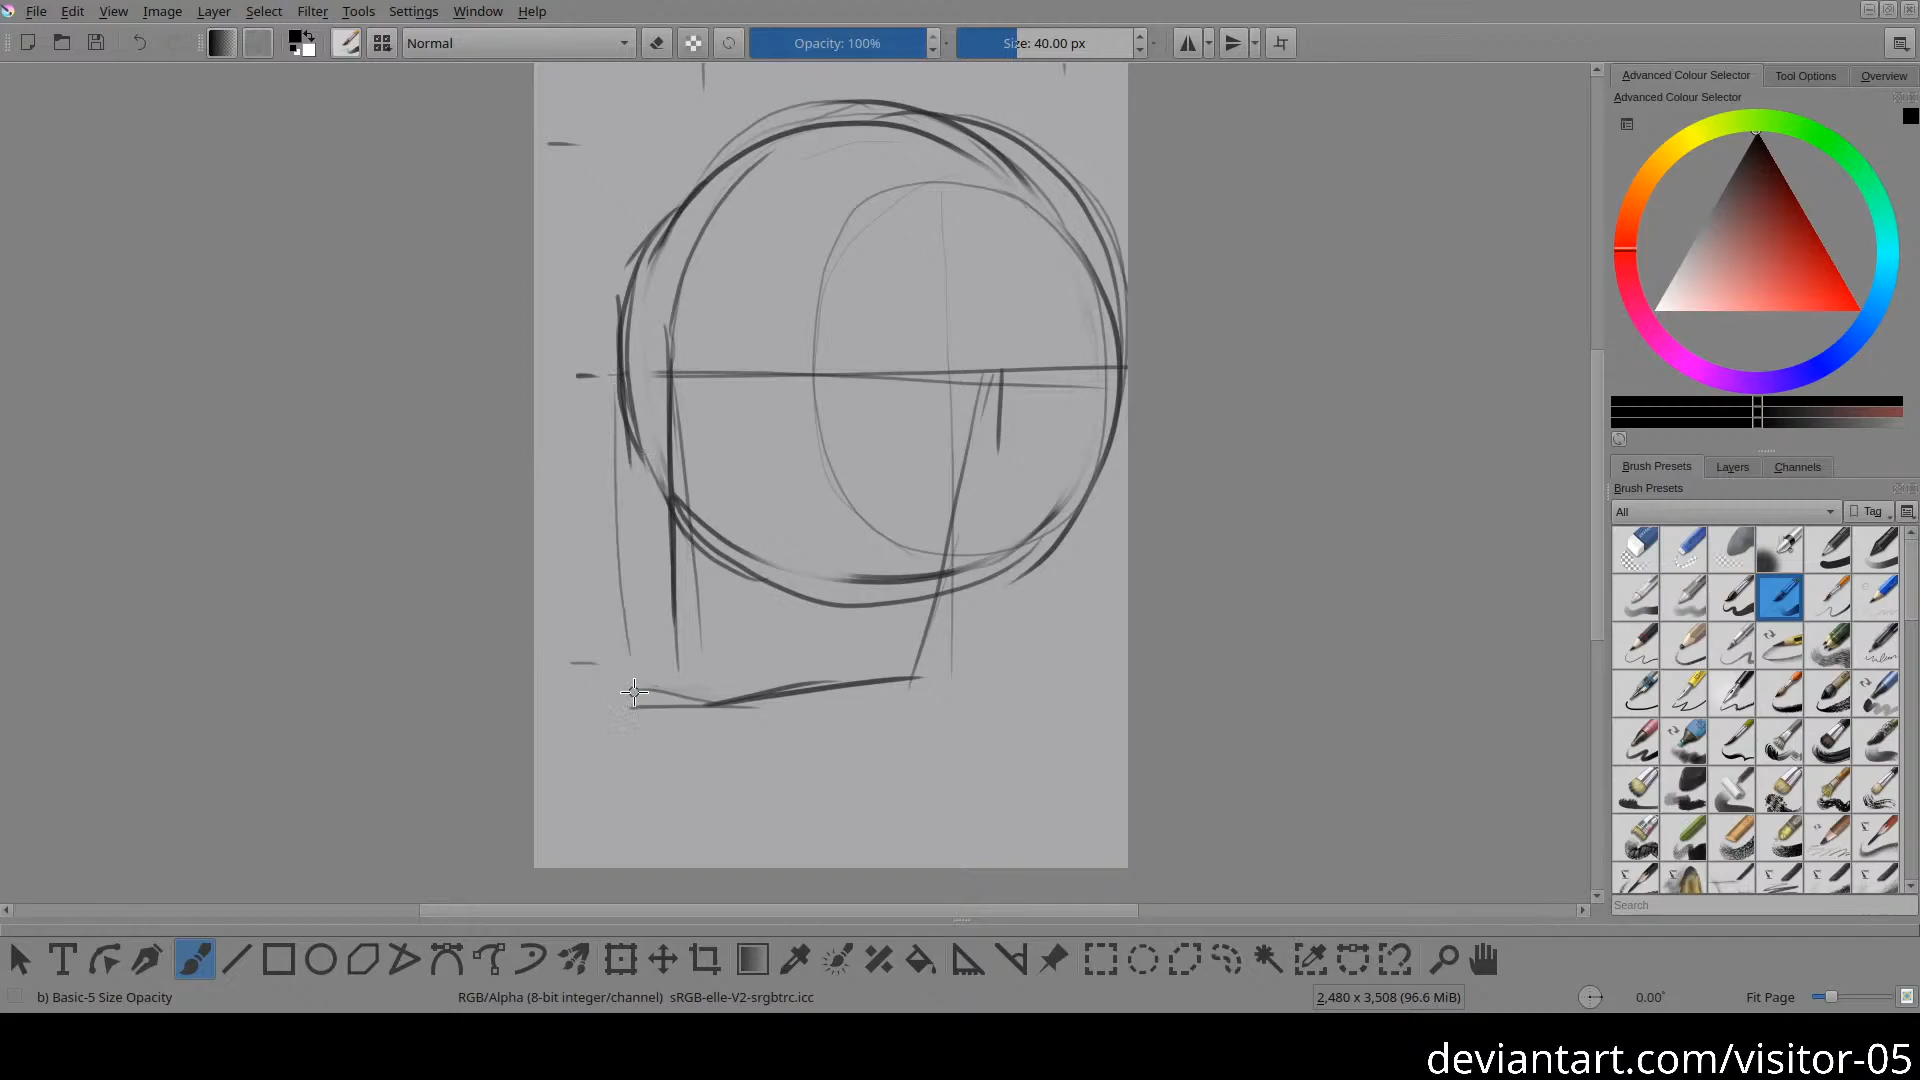 File Edit View Image Layer Select Filter Tools Settings Window Help
Normal Opacity: 100% Size: 40.00 px
Advanced Colour Selector Tool Options Overview
Advanced Colour Selector
Brush Presets Layers Channels
Brush Presets
All Tag
Search
b) Basic-5 Size Opacity RGB/Alpha (8-bit integer/channel) sRGB-elle-V2-srgbtrc.icc 2,480 x 3,508 (96.6 MiB) 0.00° Fit Page
deviantart.com/visitor-05